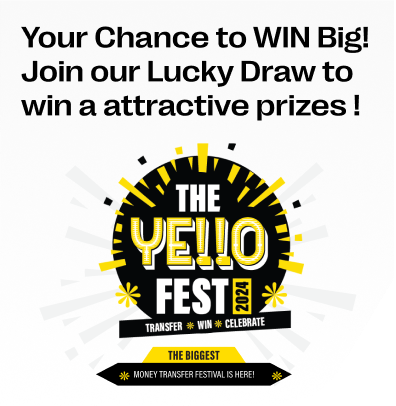 Your Chance to WIN Big!
Join our Lucky Draw to
win a attractive prizes !
THE
YE!!O
FEST 2024
TRANSFER ✻ WIN ✻ CELEBRATE
THE BIGGEST
MONEY TRANSFER FESTIVAL IS HERE!